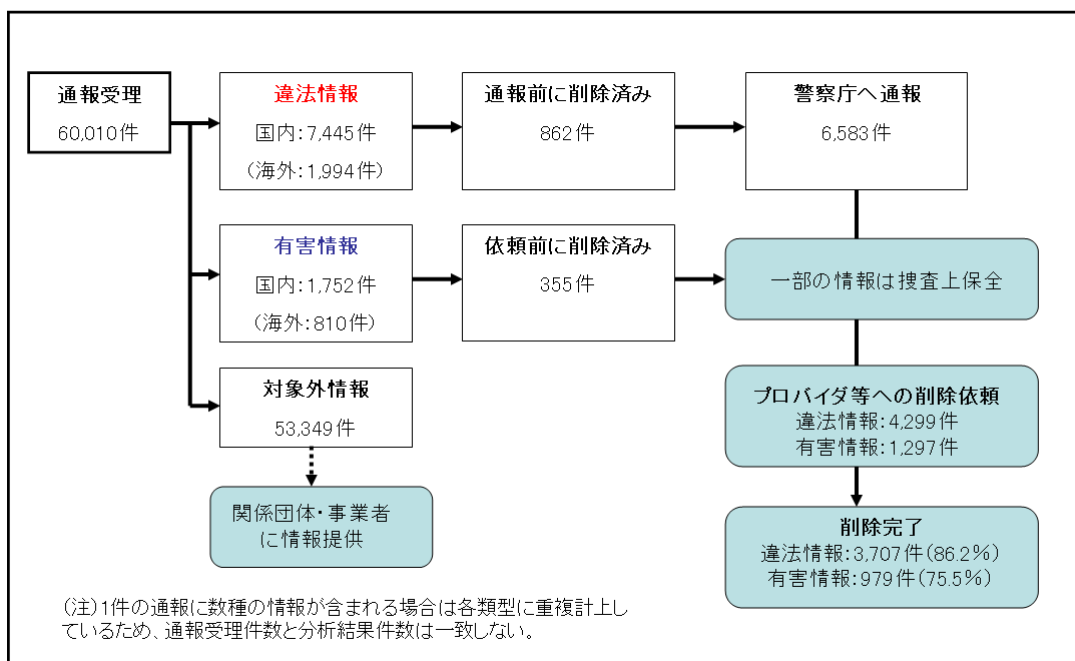 通報受理
60,010件
違法情報
国内:7,445件
(海外:1,994件)
通報前に削除済み
862件
警察庁へ通報
6,583件
有害情報
国内:1,752件
(海外:810件)
依頼前に削除済み
355件
一部の情報は捜査上保全
対象外情報
53,349件
プロバイダ等への削除依頼
違法情報:4,299件
有害情報:1,297件
関係団体・事業者
に情報提供
削除完了
違法情報:3,707件(86.2%)
有害情報:979件(75.5%)
(注)1件の通報に数種の情報が含まれる場合は各類型に重複計上し
ているため、通報受理件数と分析結果件数は一致しない。